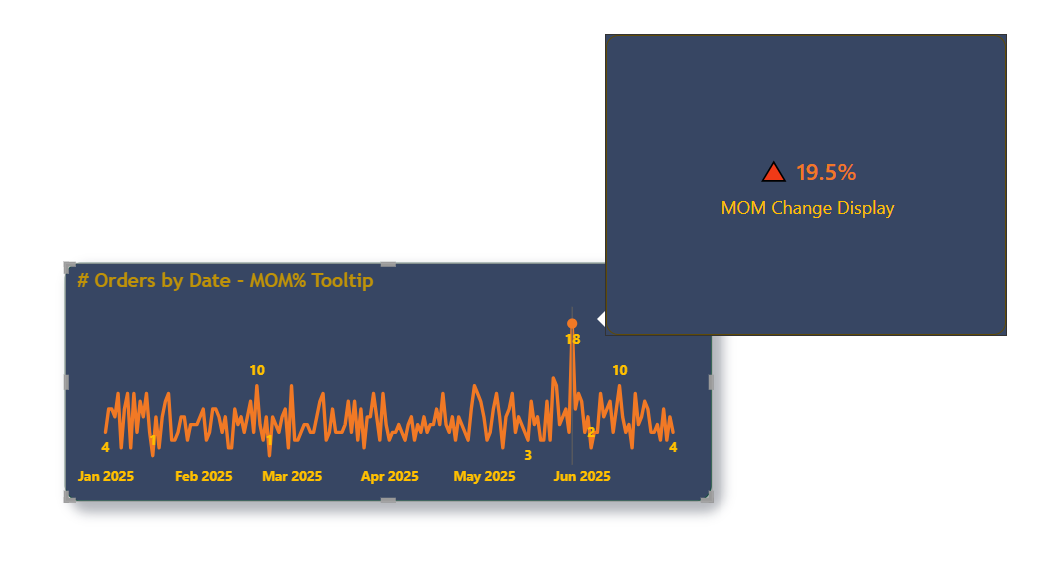 19.5%
MOM Change Display
# Orders by Date - MOM% Tooltip
18
10
10
4
1
1
3
2
4
Jan 2025
Feb 2025
Mar 2025
Apr 2025
May 2025
Jun 2025